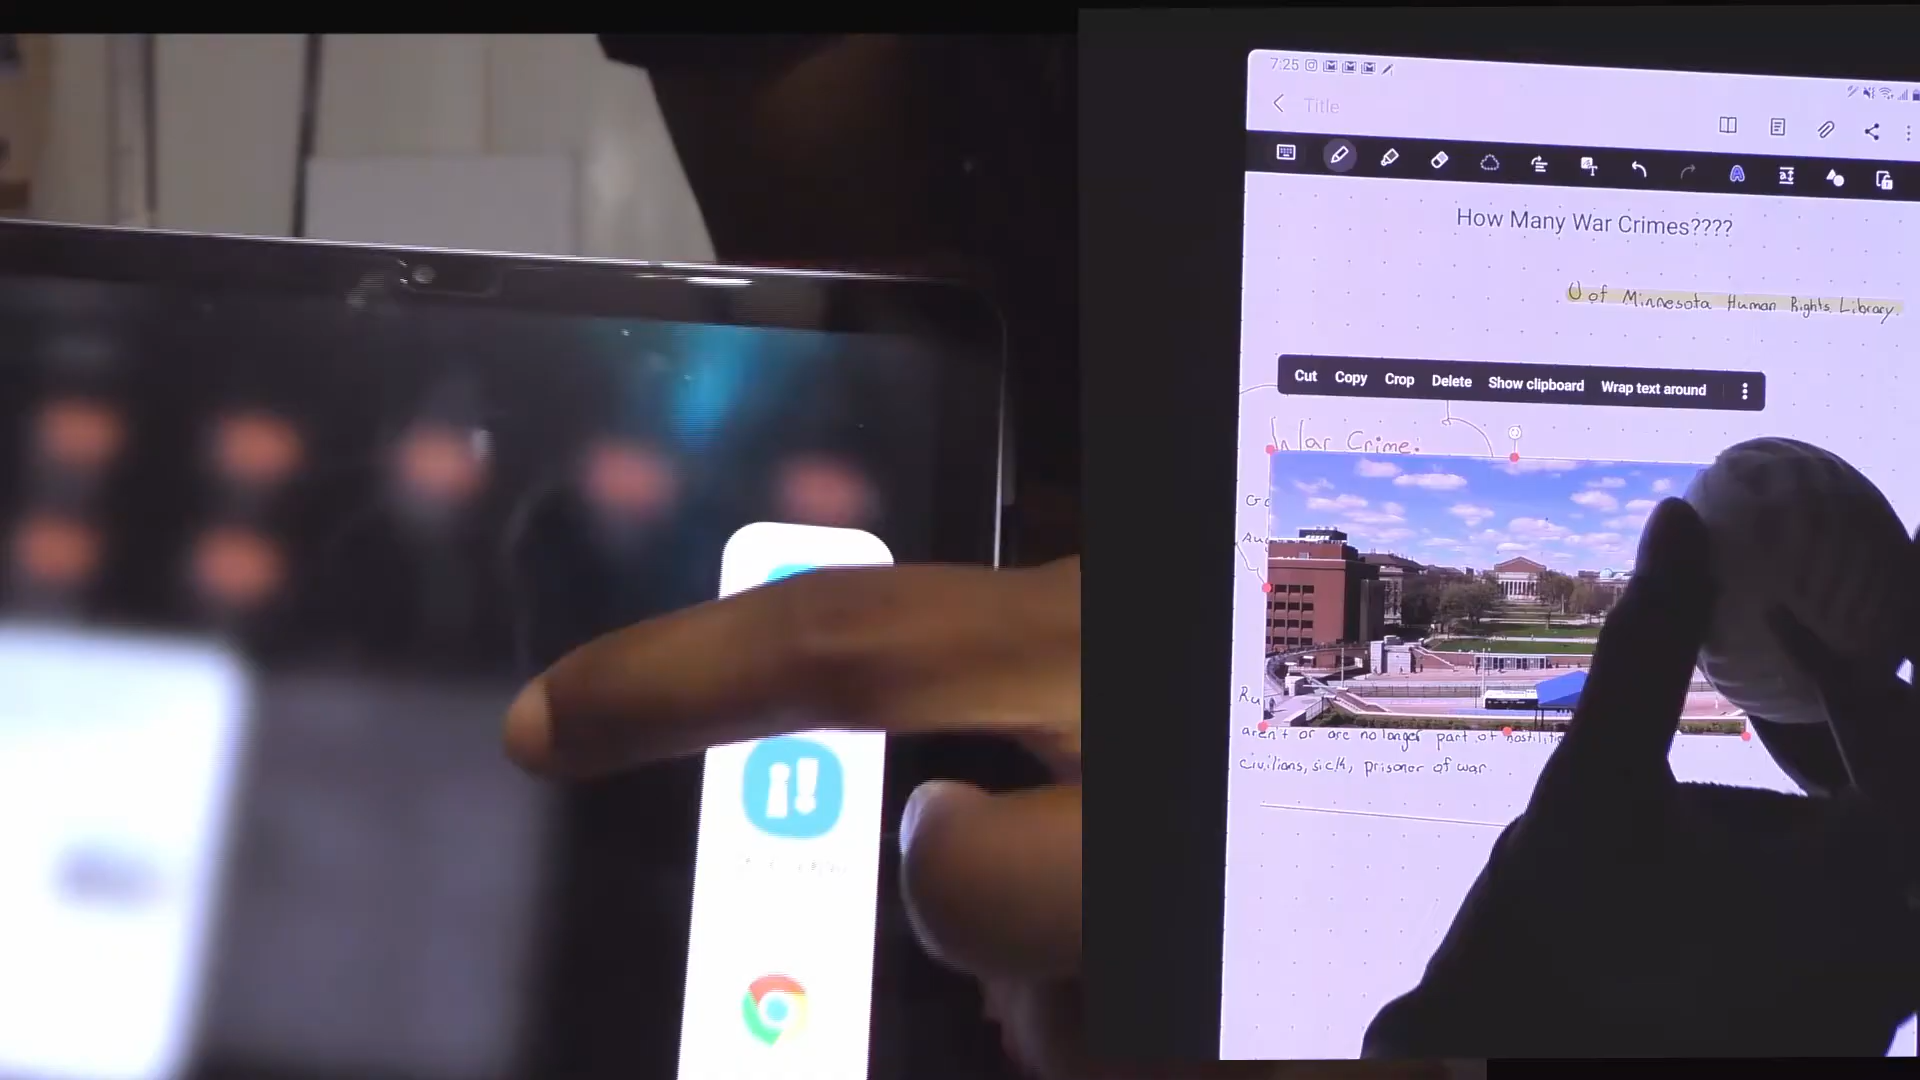 7:25
Title
How Many War Crimes????
U of Minnesota Human Rights Library.
Cut Copy Crop Delete Show clipboard Wrap text around
War Crime:
Ru
aren't or are no longer part of
civilians, sick, prisoner of war.